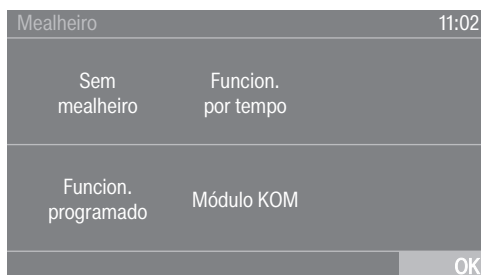 Mealheiro 11:02
Sem
mealheiro
Funcion.
por tempo
Funcion.
programado
Módulo KOM
OK